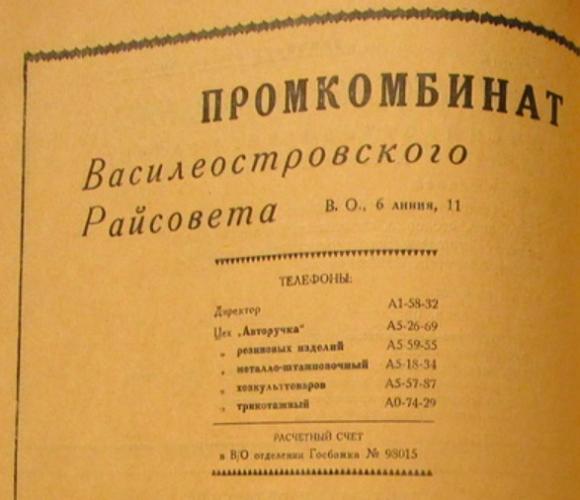 ПРОМКОМБИНАТ
Василеостровского
Райсовета В. О., 6 линия, 11
ТЕЛЕФОНЫ:
Директор А1-58-32
Цех „Авторучка“ А5-26-69
„ резиновых изделий А5-59-55
„ металло-штамповочный А5-18-34
„ хозкультоваров А5-57-87
„ трикотажный А0-74-29
РАСЧЕТНЫЙ СЧЕТ
в В/О отделении Госбанка № 98015